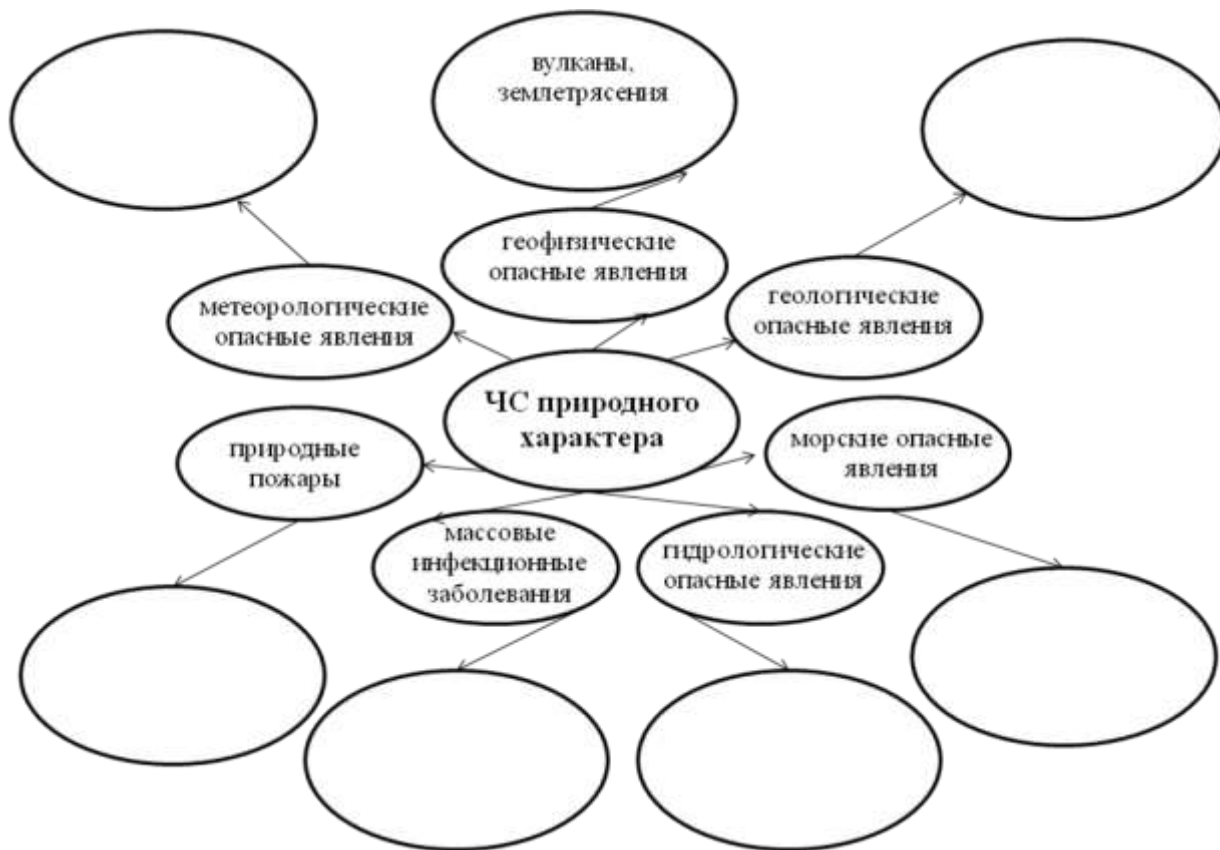 вулканы,
землетрясения
геофизические
опасные явления
метеорологические
опасные явления
геологические
опасные явления
ЧС природного
характера
природные
пожары
морские опасные
явления
массовые
инфекционные
заболевания
гидрологические
опасные явления